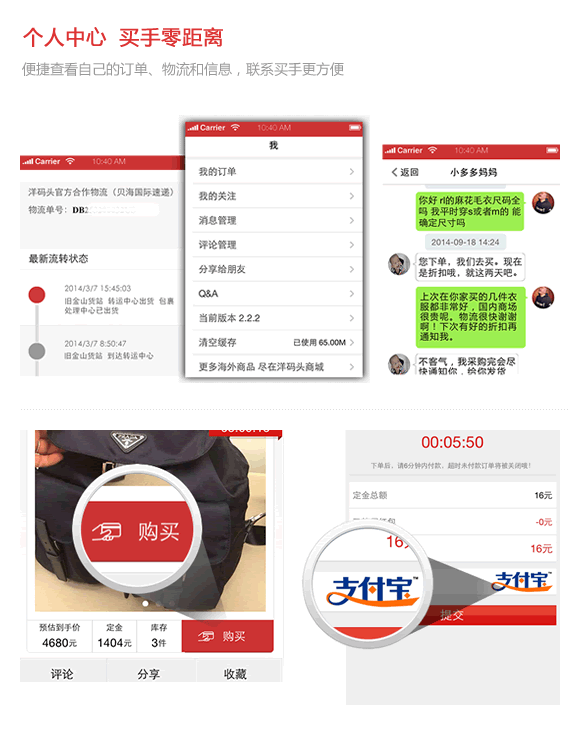 个人中心 买手零距离
便捷查看自己的订单、物流和信息，联系买手更方便
Carrier 10:40 AM
洋码头官方合作物流（贝海国际速递）
物流单号： DB2
最新流转状态
2014/3/7 15:45:03
旧金山货站 转运中心出货 包裹
处理中心已出货
2014/3/7 8:50:47
旧金山货站 到达转运中心
Carrier 10:40 AM
我
我的订单
我的关注
消息管理
评论管理
分享给朋友
Q&A
当前版本 2.2.2
清空缓存 已使用 65.00M
更多海外商品 尽在洋码头商城
Carrier 10:40 AM
返回 小多多妈妈
你好 rl的麻花毛衣尺码全
吗 我平时穿s或者m的 能
确定尺寸吗
2014-09-18 14:24
您下单，我们去买。现在
是折扣哦，就这两天吧。
上次在你家买的几件衣
服都非常好，国内商场
很贵呢。物流很快谢谢
啊！下次有好的折扣再
通知我。
不客气，我采购完会尽
快通知你，给你发货
PRADA
购买
预估到手价 定金 库存
4680元 1404元 3件 购买
评论 分享 收藏
00:05:50
下单后，请6分钟内付款，超时未付款订单将被关闭哦！
定金总额 16元
-0元
16元
支付宝
支付宝
提交